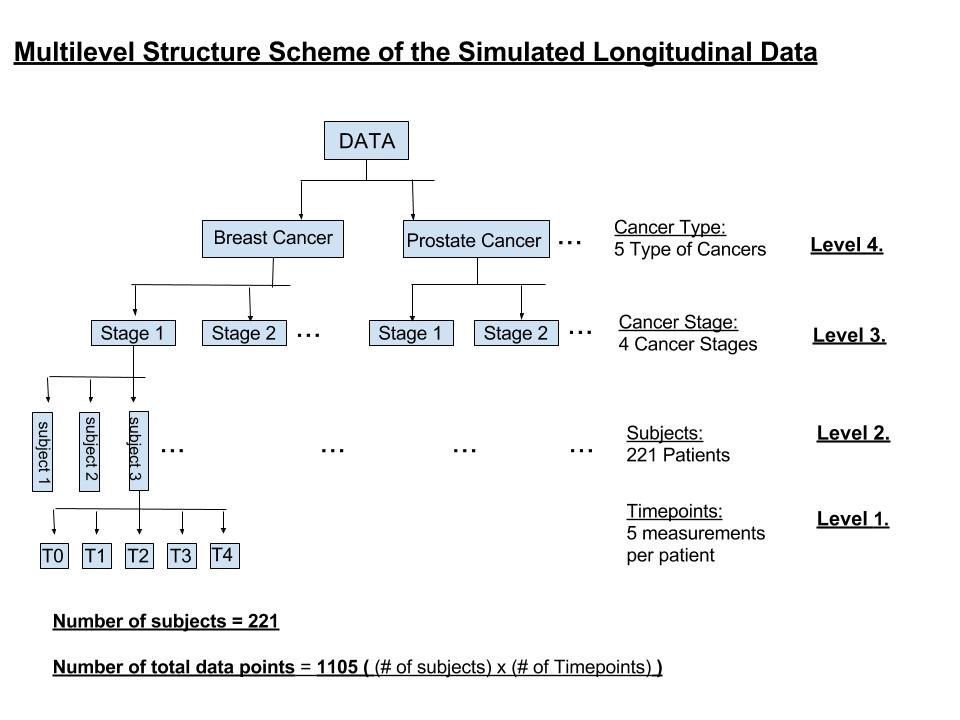 Multilevel Structure Scheme of the Simulated Longitudinal Data
DATA
Breast Cancer
Prostate Cancer
...
Cancer Type:
5 Type of Cancers
Level 4.
Stage 1
Stage 2
...
Stage 1
Stage 2
...
Cancer Stage:
4 Cancer Stages
Level 3.
subject 1
subject 2
subject 3
...
...
...
...
Subjects:
221 Patients
Level 2.
T0
T1
T2
T3
T4
Timepoints:
5 measurements
per patient
Level 1.
Number of subjects = 221
Number of total data points = 1105 ( (# of subjects) x (# of Timepoints) )